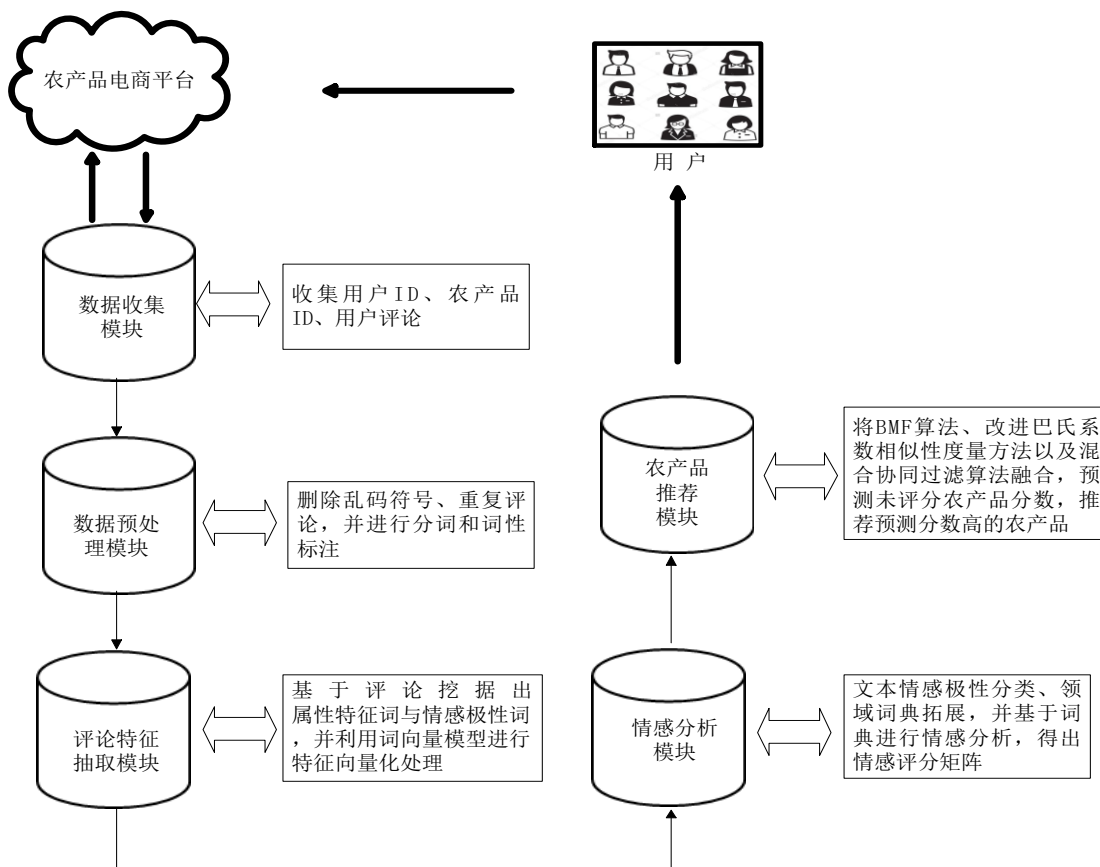 农产品电商平台
用 户
数据收集
模块
收集用户ID、农产品
ID、用户评论
数据预处
理模块
删除乱码符号、重复评
论，并进行分词和词性
标注
评论特征
抽取模块
基于评论挖掘出
属性特征词与情感极性词
，并利用词向量模型进行
特征向量化处理
情感分析
模块
文本情感极性分类、领
域词典拓展，并基于词
典进行情感分析，得出
情感评分矩阵
农产品
推荐
模块
将BMF算法、改进巴氏系
数相似性度量方法以及混
合协同过滤算法融合，预
测未评分农产品分数，推
荐预测分数高的农产品